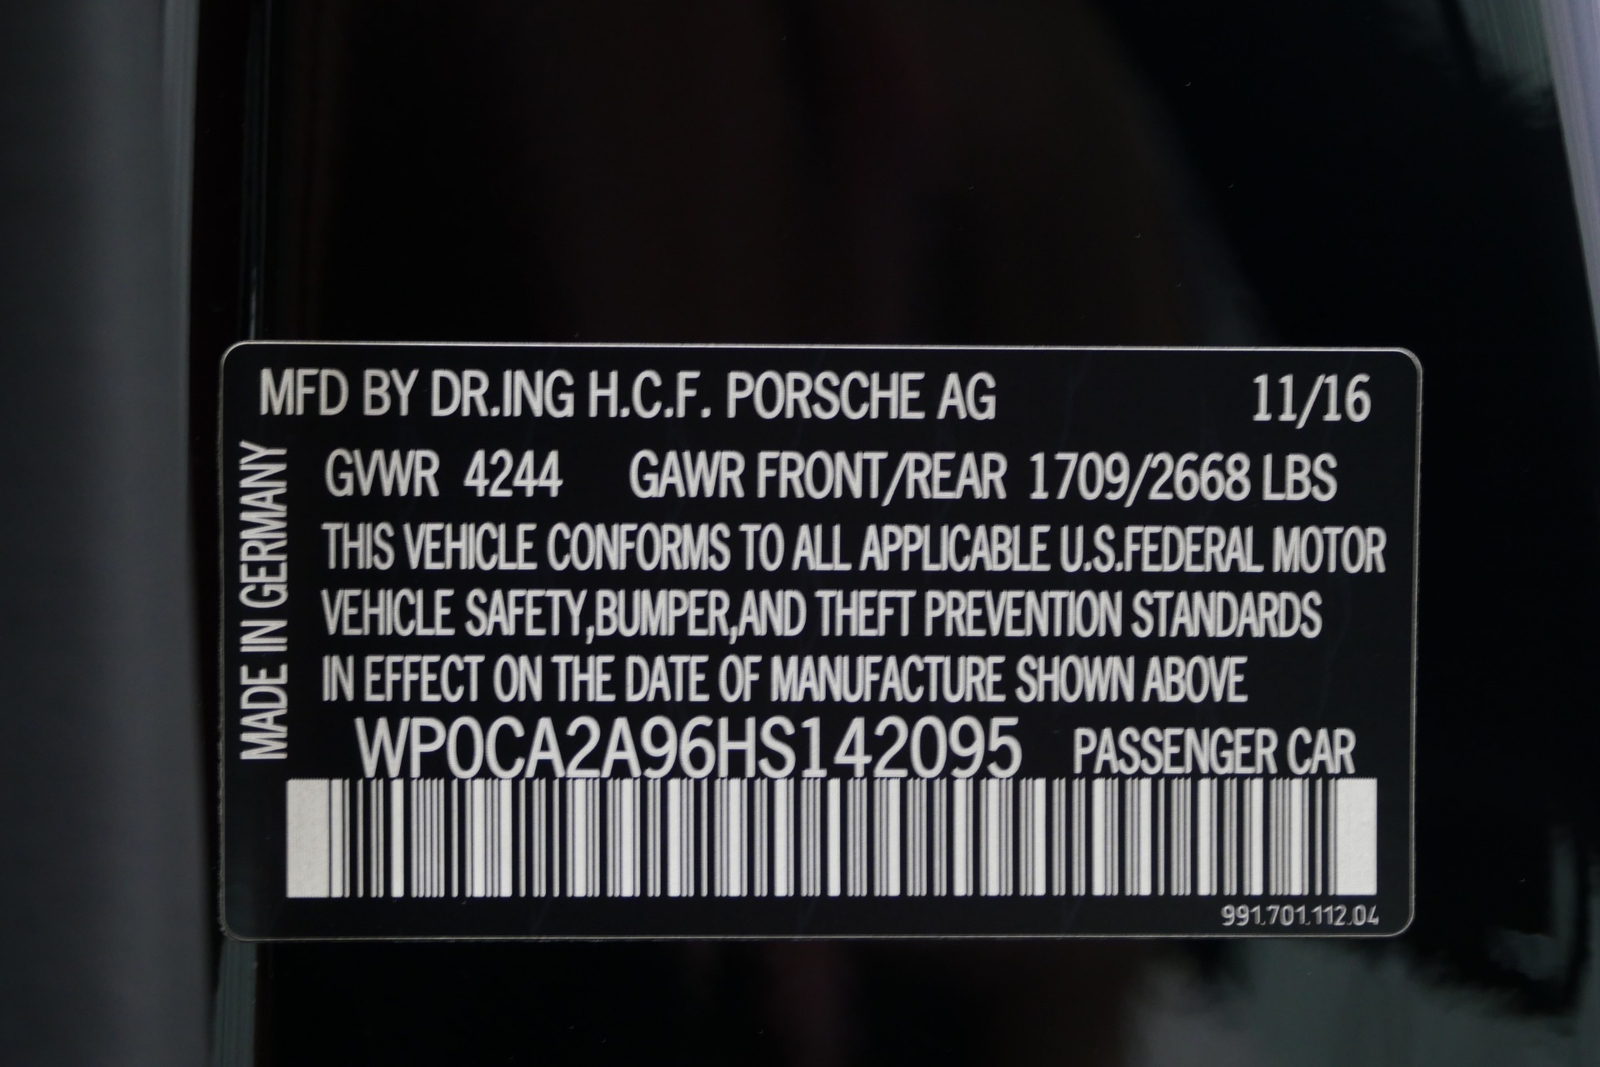 MFD BY DR.ING H.C.F. PORSCHE AG 11/16
MADE IN GERMANY
GVWR 4244 GAWR FRONT/REAR 1709/2668 LBS
THIS VEHICLE CONFORMS TO ALL APPLICABLE U.S.FEDERAL MOTOR
VEHICLE SAFETY,BUMPER,AND THEFT PREVENTION STANDARDS
IN EFFECT ON THE DATE OF MANUFACTURE SHOWN ABOVE
WP0CA2A96HS142095 PASSENGER CAR
991.701.112.04